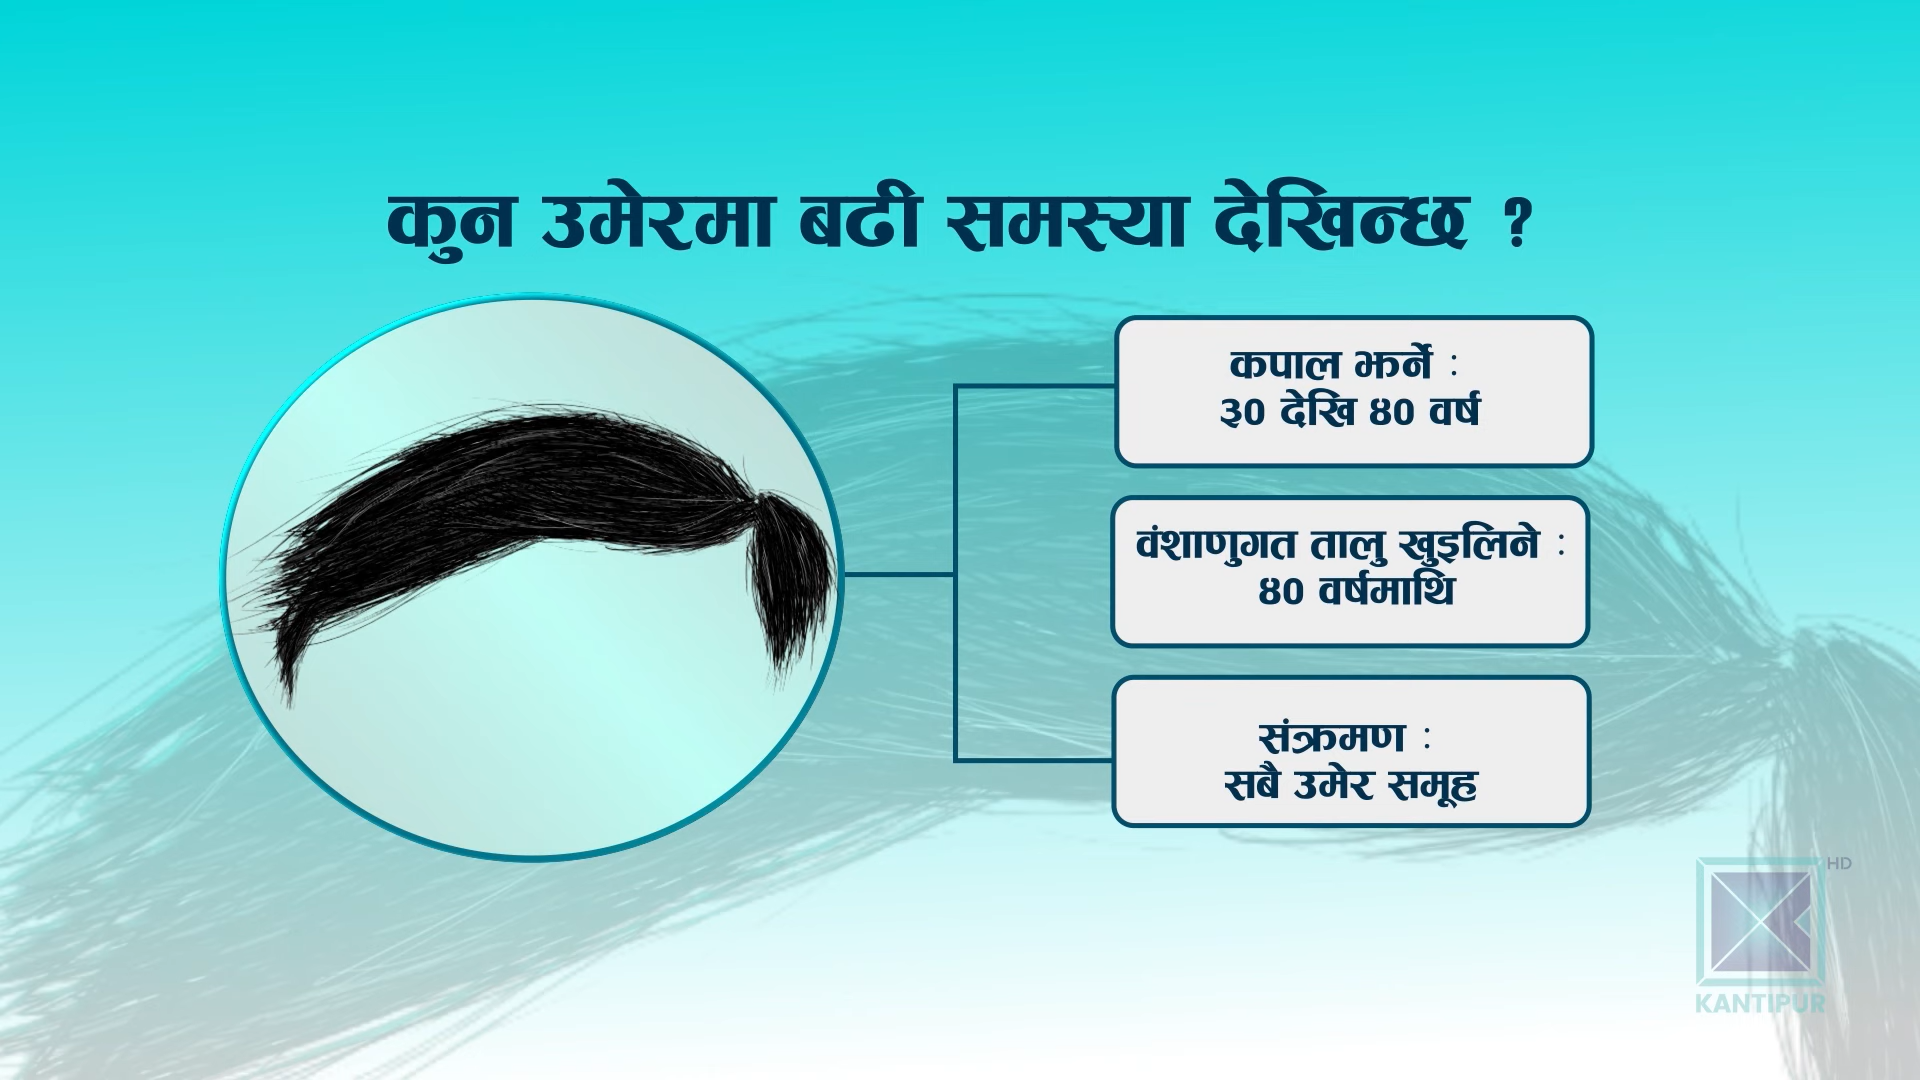 कुन उमेरमा बढी समस्या देखिन्छ ?
कपाल झर्ने :
३० देखि ४० वर्ष
वंशाणुगत तालु खुइलिने :
४० वर्षमाथि
संक्रमण :
सबै उमेर समूह
HD
KANTIPUR